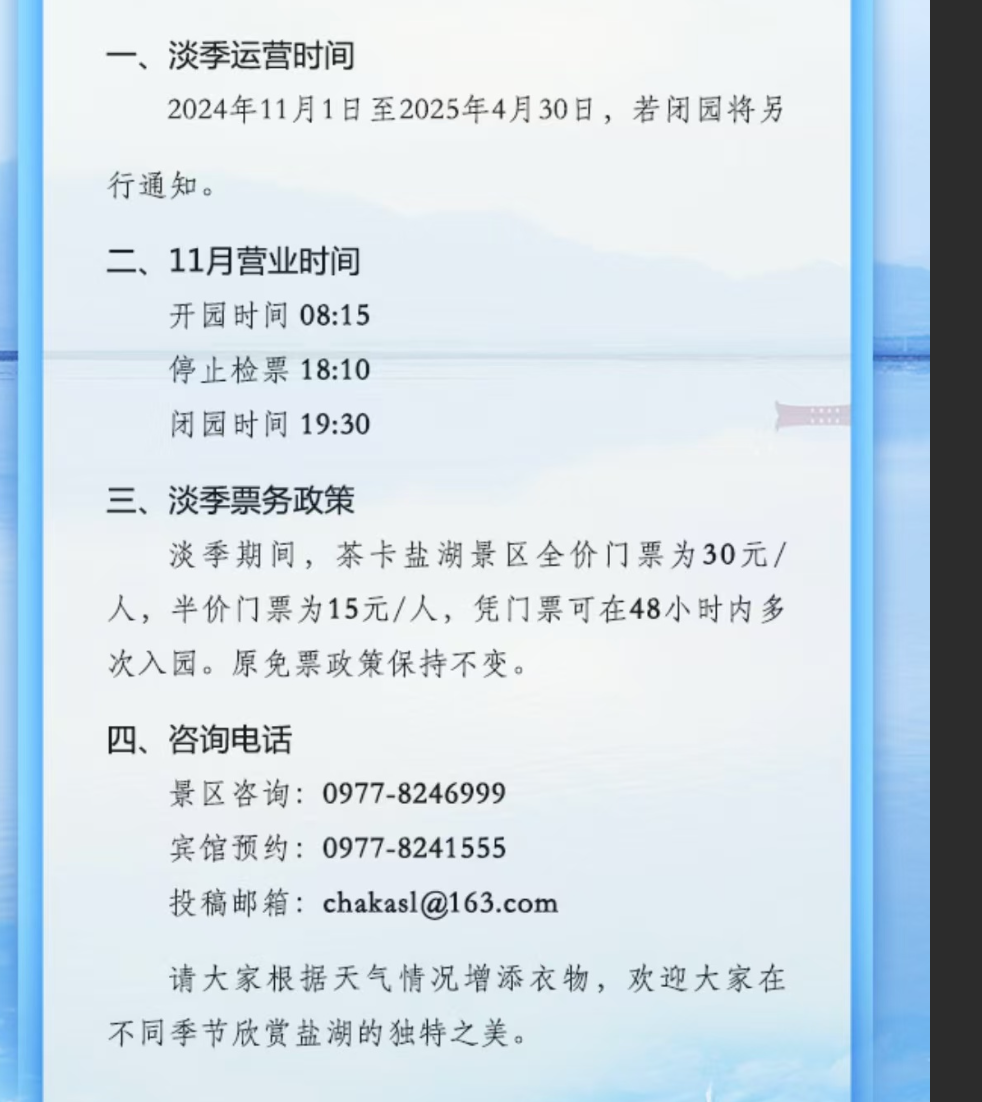 一、淡季运营时间
2024年11月1日至2025年4月30日，若闭园将另
行通知。
二、11月营业时间
开园时间 08:15
停止检票 18:10
闭园时间 19:30
三、淡季票务政策
淡季期间，茶卡盐湖景区全价门票为30元/
人，半价门票为15元/人，凭门票可在48小时内多
次入园。原免票政策保持不变。
四、咨询电话
景区咨询：0977-8246999
宾馆预约：0977-8241555
投稿邮箱：chakasl@163.com
请大家根据天气情况增添衣物，欢迎大家在
不同季节欣赏盐湖的独特之美。